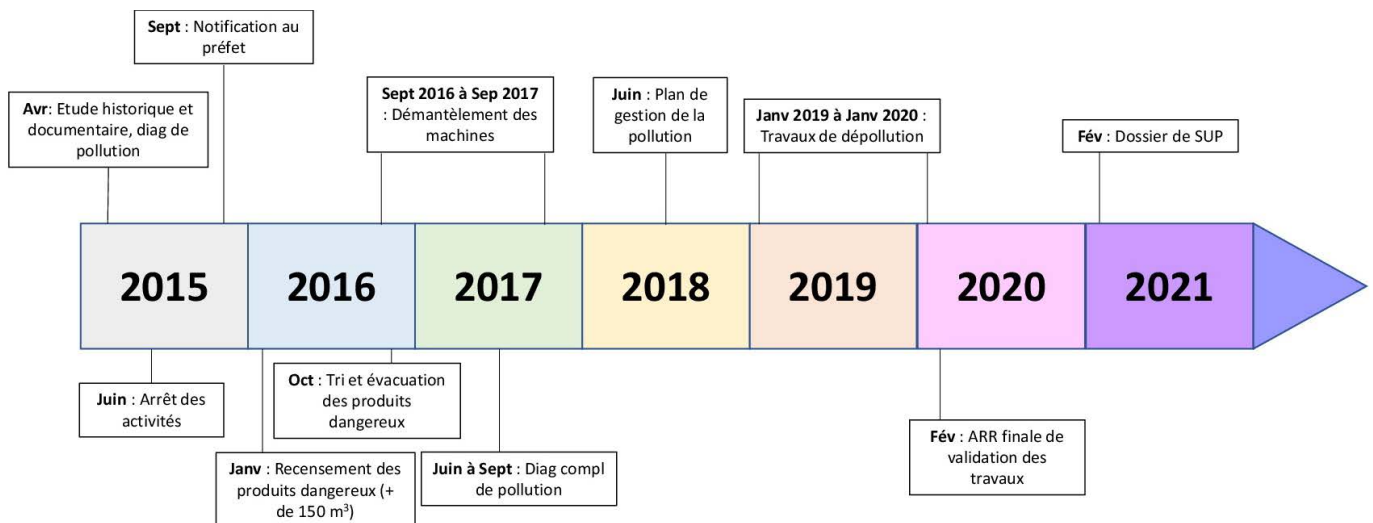 Sept : Notification au
préfet
Avr: Etude historique et
documentaire, diag de
pollution
Sept 2016 à Sep 2017
: Démantèlement des
machines
Juin : Plan de
gestion de la
pollution
Janv 2019 à Janv 2020 :
Travaux de dépollution
Fév : Dossier de SUP
2015
2016
2017
2018
2019
2020
2021
Juin : Arrêt des
activités
Janv : Recensement des
produits dangereux (+
de 150 m³)
Oct : Tri et évacuation
des produits
dangereux
Juin à Sept : Diag compl
de pollution
Fév : ARR finale de
validation des
travaux